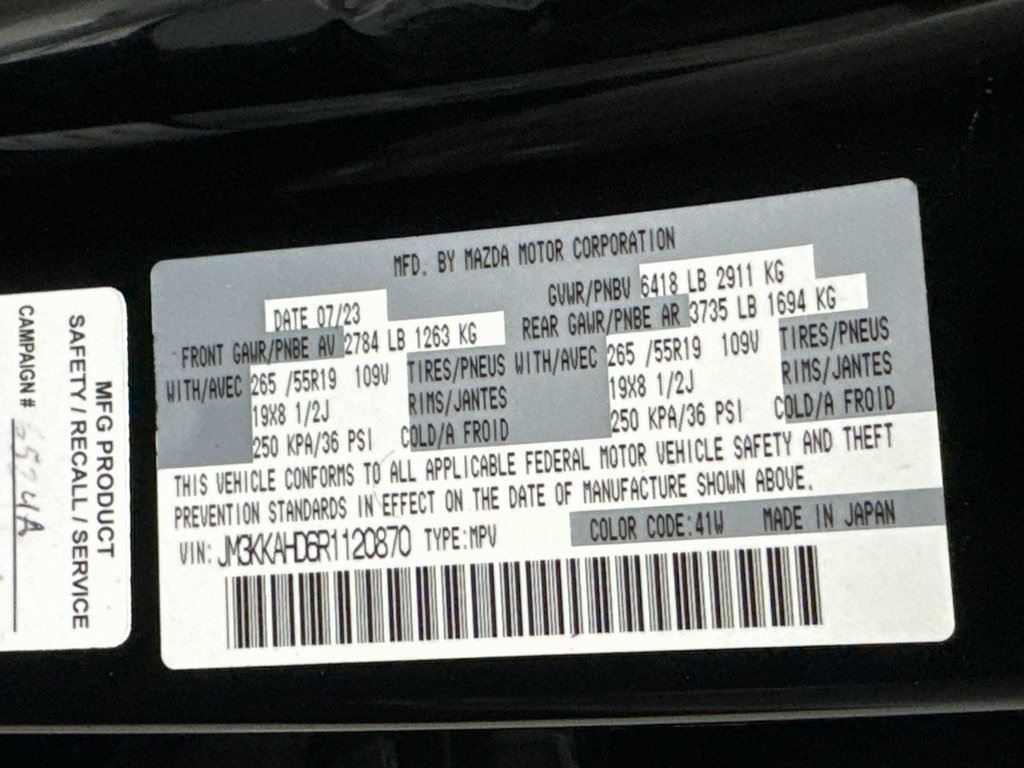 MFG PRODUCT
SAFETY / RECALL / SERVICE
CAMPAIGN #
MFD. BY MAZDA MOTOR CORPORATION
DATE 07/23 GVWR/PNBV 6418 LB 2911 KG
FRONT GAWR/PNBE AV 2784 LB 1263 KG REAR GAWR/PNBE AR 3735 LB 1694 KG
WITH/AVEC 265 /55R19 109V TIRES/PNEUS WITH/AVEC 265 /55R19 109V TIRES/PNEUS
19X8 1/2J RIMS/JANTES 19X8 1/2J RIMS/JANTES
250 KPA/36 PSI COLD/A FROID 250 KPA/36 PSI COLD/A FROID
THIS VEHICLE CONFORMS TO ALL APPLICABLE FEDERAL MOTOR VEHICLE SAFETY AND THEFT
PREVENTION STANDARDS IN EFFECT ON THE DATE OF MANUFACTURE SHOWN ABOVE.
VIN: JM3KKAHD6R1120870 TYPE:MPV COLOR CODE:41W MADE IN JAPAN